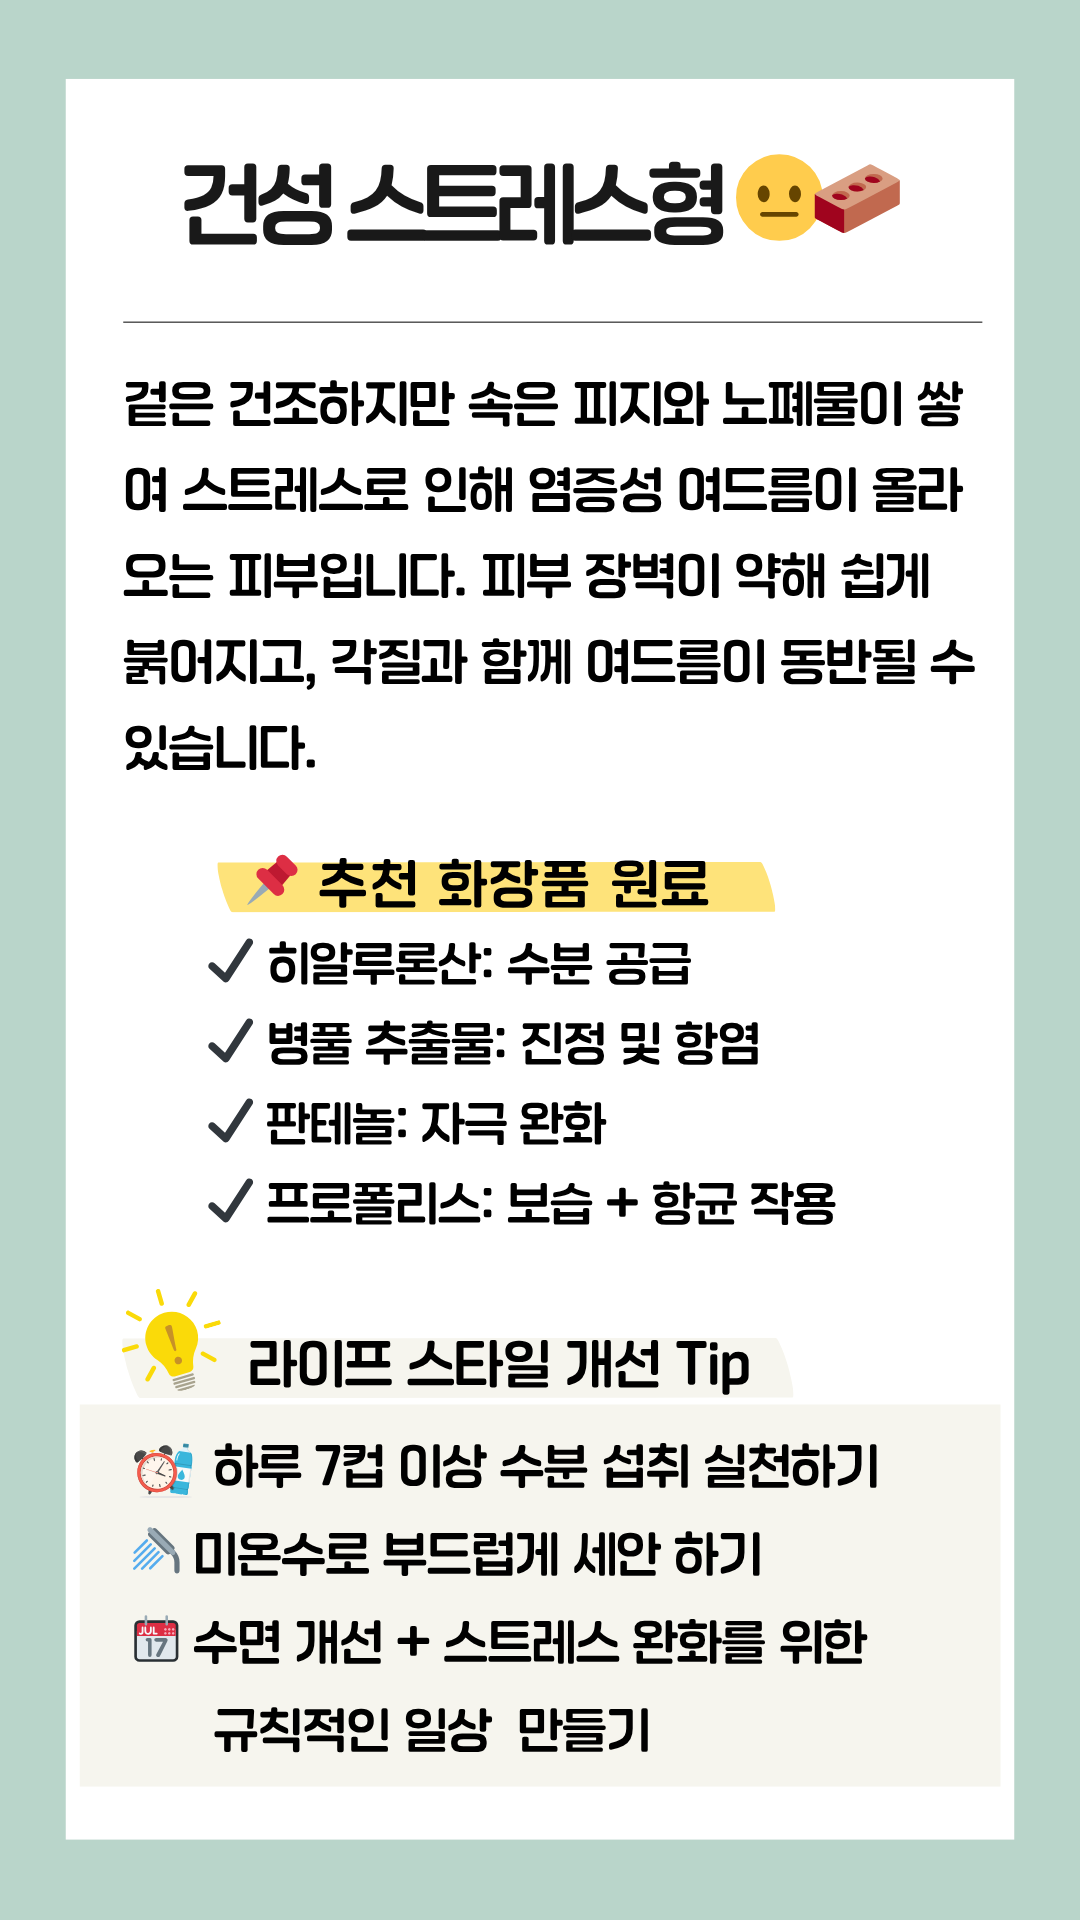 건성 스트레스형
겉은 건조하지만 속은 피지와 노폐물이 쌓
여 스트레스로 인해 염증성 여드름이 올라
오는 피부입니다. 피부 장벽이 약해 쉽게
붉어지고, 각질과 함께 여드름이 동반될 수
있습니다.
추천 화장품 원료
히알루론산: 수분 공급
병풀 추출물: 진정 및 항염
판테놀: 자극 완화
프로폴리스: 보습 + 항균 작용
라이프 스타일 개선 Tip
하루 7컵 이상 수분 섭취 실천하기
미온수로 부드럽게 세안 하기
JUL
17
수면 개선 + 스트레스 완화를 위한
규칙적인 일상 만들기